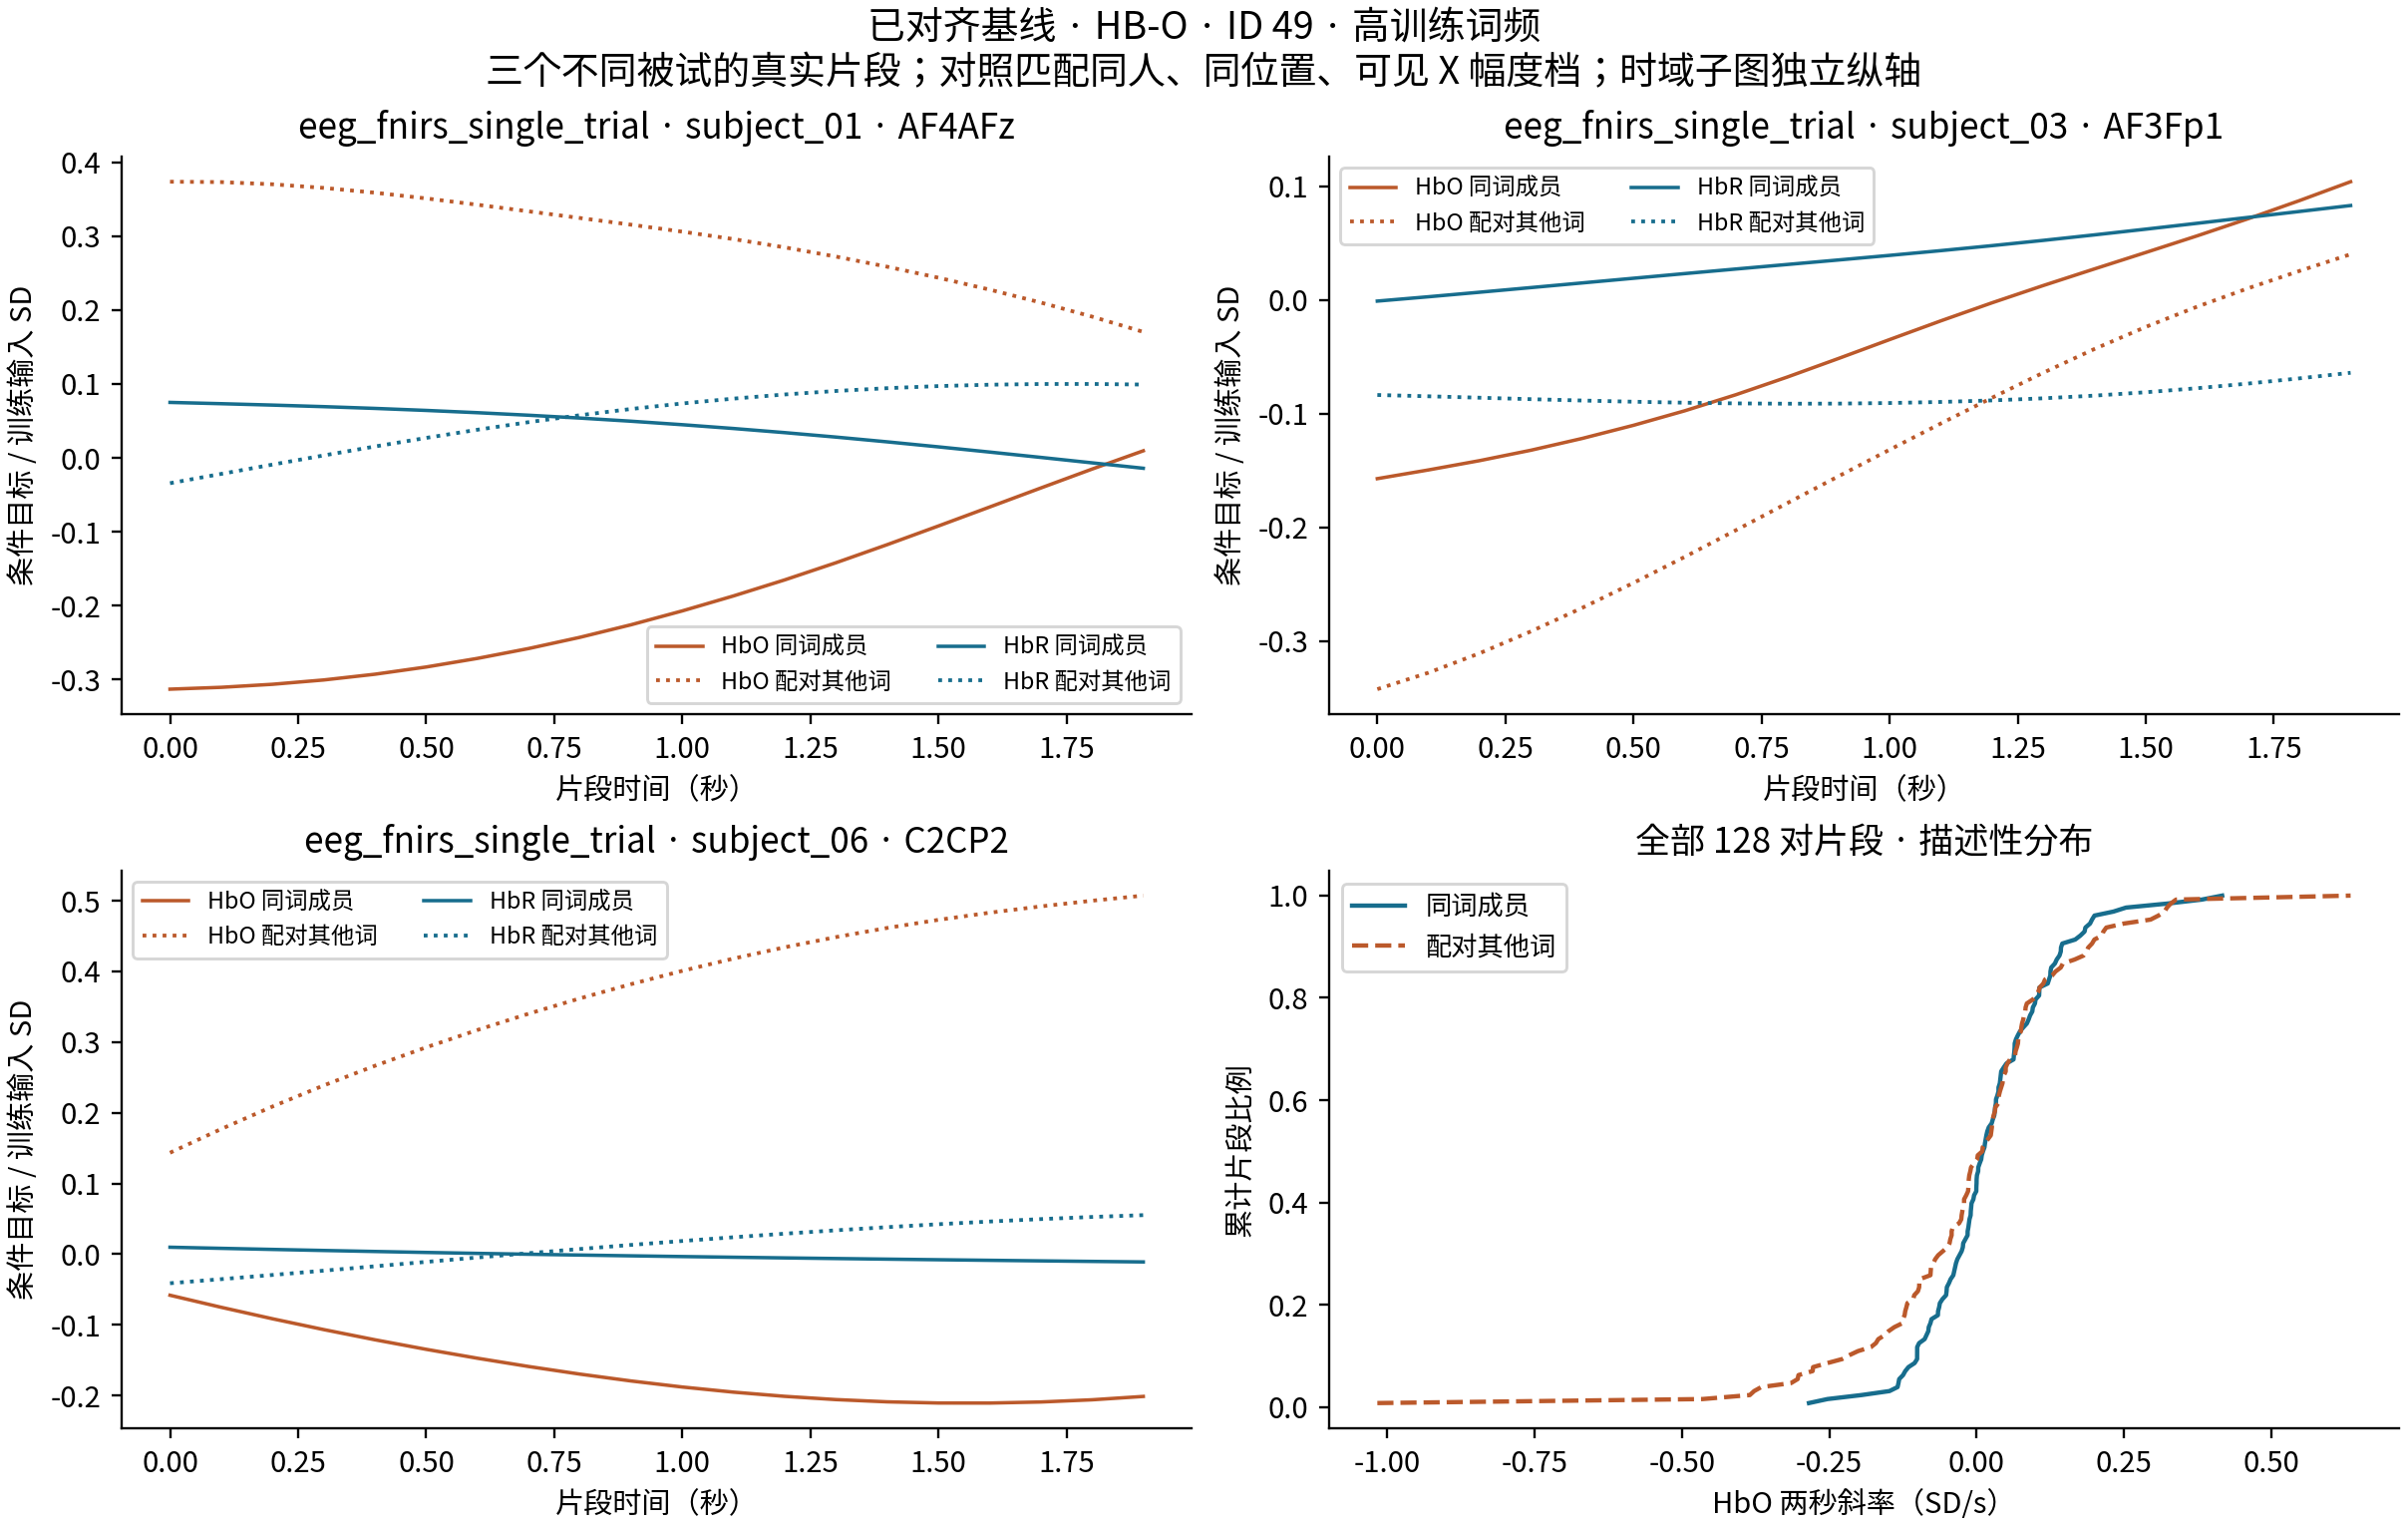 已对齐基线 · HB-O · ID 49 · 高训练词频
三个不同被试的真实片段；对照匹配同人、同位置、可见 X 幅度档；时域子图独立纵轴
eeg_fnirs_single_trial · subject_01 · AF4AFz
条件目标 / 训练输入 SD
0.4
0.3
0.2
0.1
0.0
-0.1
-0.2
-0.3
HbO 同词成员
HbR 同词成员
HbO 配对其他词
HbR 配对其他词
0.00 0.25 0.50 0.75 1.00 1.25 1.50 1.75
片段时间（秒）
eeg_fnirs_single_trial · subject_03 · AF3Fp1
条件目标 / 训练输入 SD
0.1
0.0
-0.1
-0.2
-0.3
HbO 同词成员
HbR 同词成员
HbO 配对其他词
HbR 配对其他词
0.00 0.25 0.50 0.75 1.00 1.25 1.50 1.75
片段时间（秒）
eeg_fnirs_single_trial · subject_06 · C2CP2
条件目标 / 训练输入 SD
0.5
0.4
0.3
0.2
0.1
0.0
-0.1
-0.2
HbO 同词成员
HbR 同词成员
HbO 配对其他词
HbR 配对其他词
0.00 0.25 0.50 0.75 1.00 1.25 1.50 1.75
片段时间（秒）
全部 128 对片段 · 描述性分布
累计片段比例
1.0
0.8
0.6
0.4
0.2
0.0
同词成员
配对其他词
-1.00 -0.75 -0.50 -0.25 0.00 0.25 0.50
HbO 两秒斜率（SD/s）